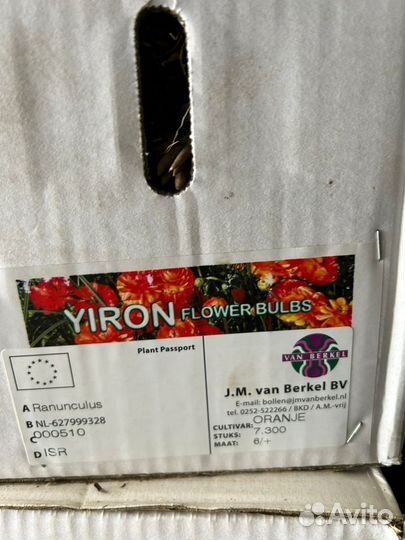 YIRON FLOWER BULBS
Plant Passport
A Ranunculus
B NL-627999328
000510
D ISR
VAN BERKEL
J.M. van Berkel BV
E-mail: bollen@jmvanberkel.nl
tel. 0252-522266 / BKD / A.M.-vrij
CULTIVAR: ORANJE
STUKS: 7.300
MAAT: 6/+
Avito